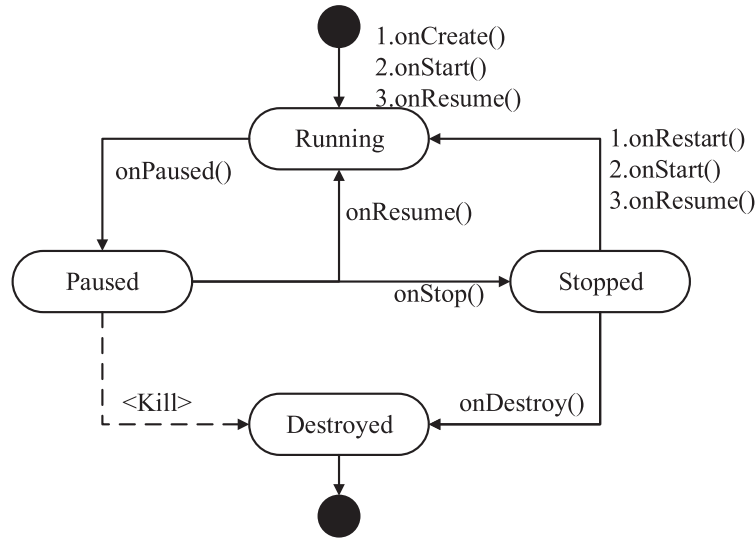 1.onCreate()
2.onStart()
3.onResume()
Running
1.onRestart()
2.onStart()
3.onResume()
onPaused()
onResume()
Paused
onStop()
Stopped
<Kill>
onDestroy()
Destroyed